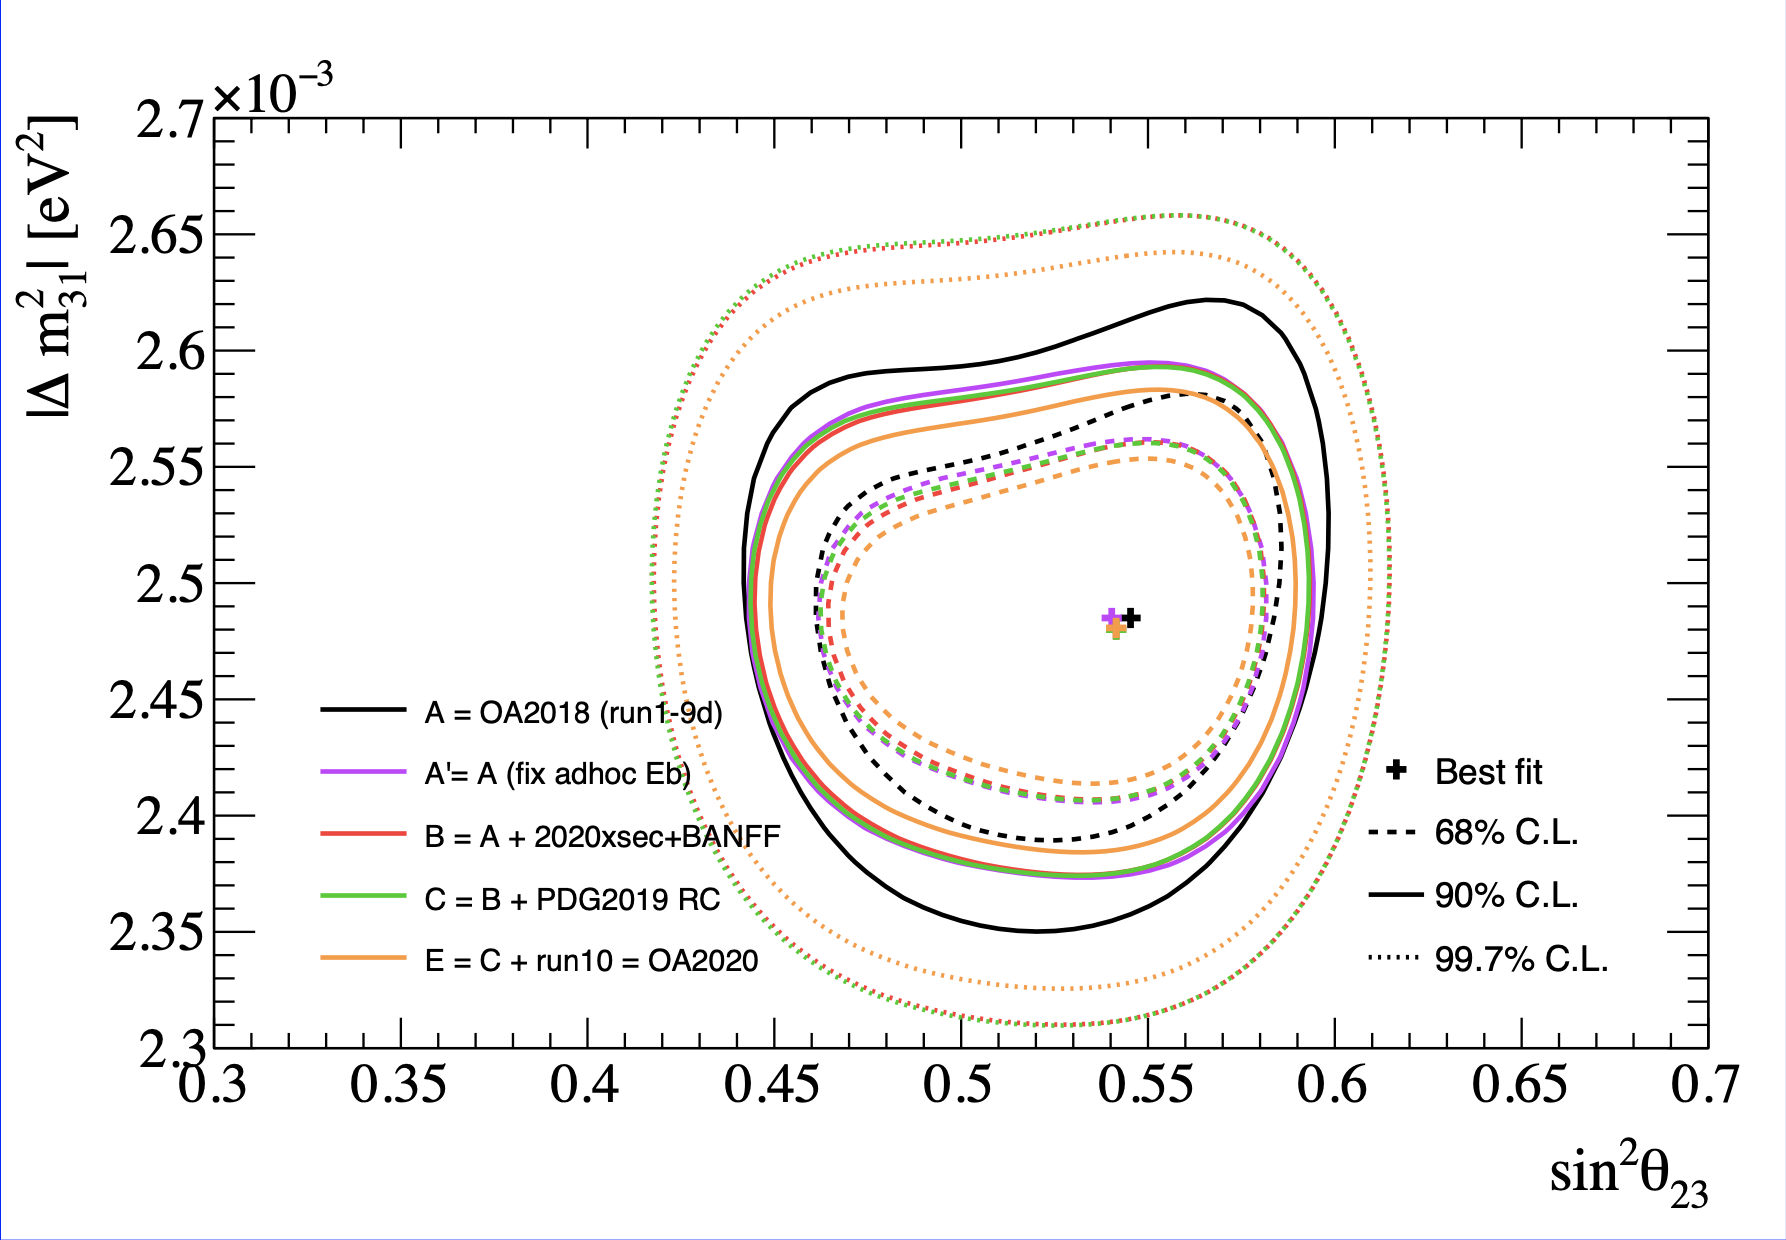 ×10⁻³
|Δ m²₃₁| [eV²]
2.7
2.65
2.6
2.55
2.5
2.45
2.4
2.35
2.3
A = OA2018 (run1-9d)
A'= A (fix adhoc Eb)
B = A + 2020xsec+BANFF
C = B + PDG2019 RC
E = C + run10 = OA2020
Best fit
68% C.L.
90% C.L.
99.7% C.L.
0.3 0.35 0.4 0.45 0.5 0.55 0.6 0.65 0.7
sin²θ₂₃